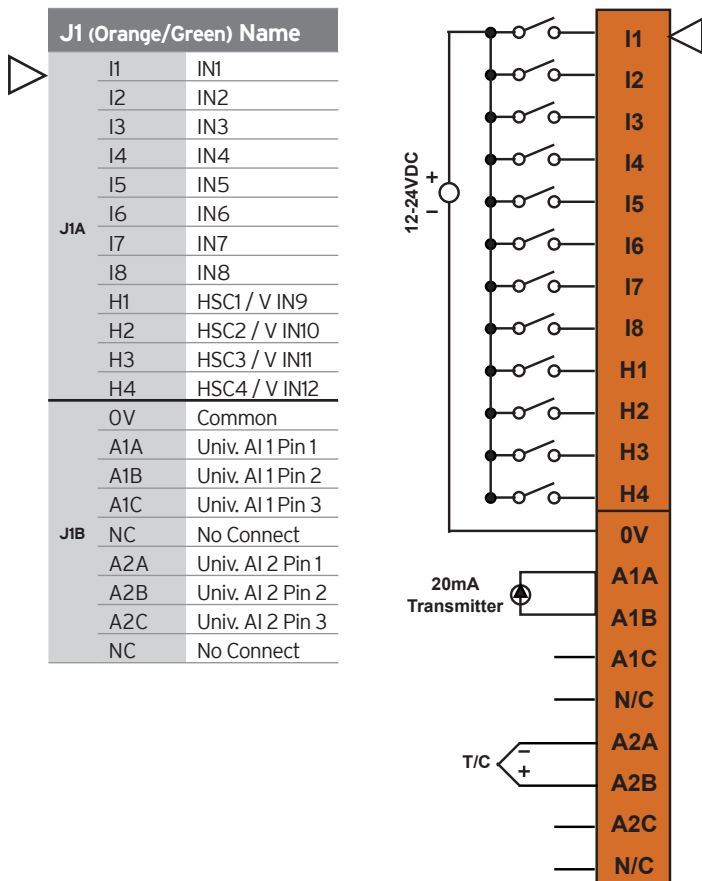 J1 (Orange/Green) Name
I1 IN1
I2 IN2
I3 IN3
I4 IN4
I5 IN5
I6 IN6
J1A
I7 IN7
I8 IN8
H1 HSC1 / V IN9
H2 HSC2 / V IN10
H3 HSC3 / V IN11
H4 HSC4 / V IN12
0V Common
A1A Univ. AI 1 Pin 1
A1B Univ. AI 1 Pin 2
A1C Univ. AI 1 Pin 3
J1B NC No Connect
A2A Univ. AI 2 Pin 1
A2B Univ. AI 2 Pin 2
A2C Univ. AI 2 Pin 3
NC No Connect
12-24VDC
+
−
I1
I2
I3
I4
I5
I6
I7
I8
H1
H2
H3
H4
0V
20mA
Transmitter
A1A
A1B
A1C
N/C
T/C
−
+
A2A
A2B
A2C
N/C